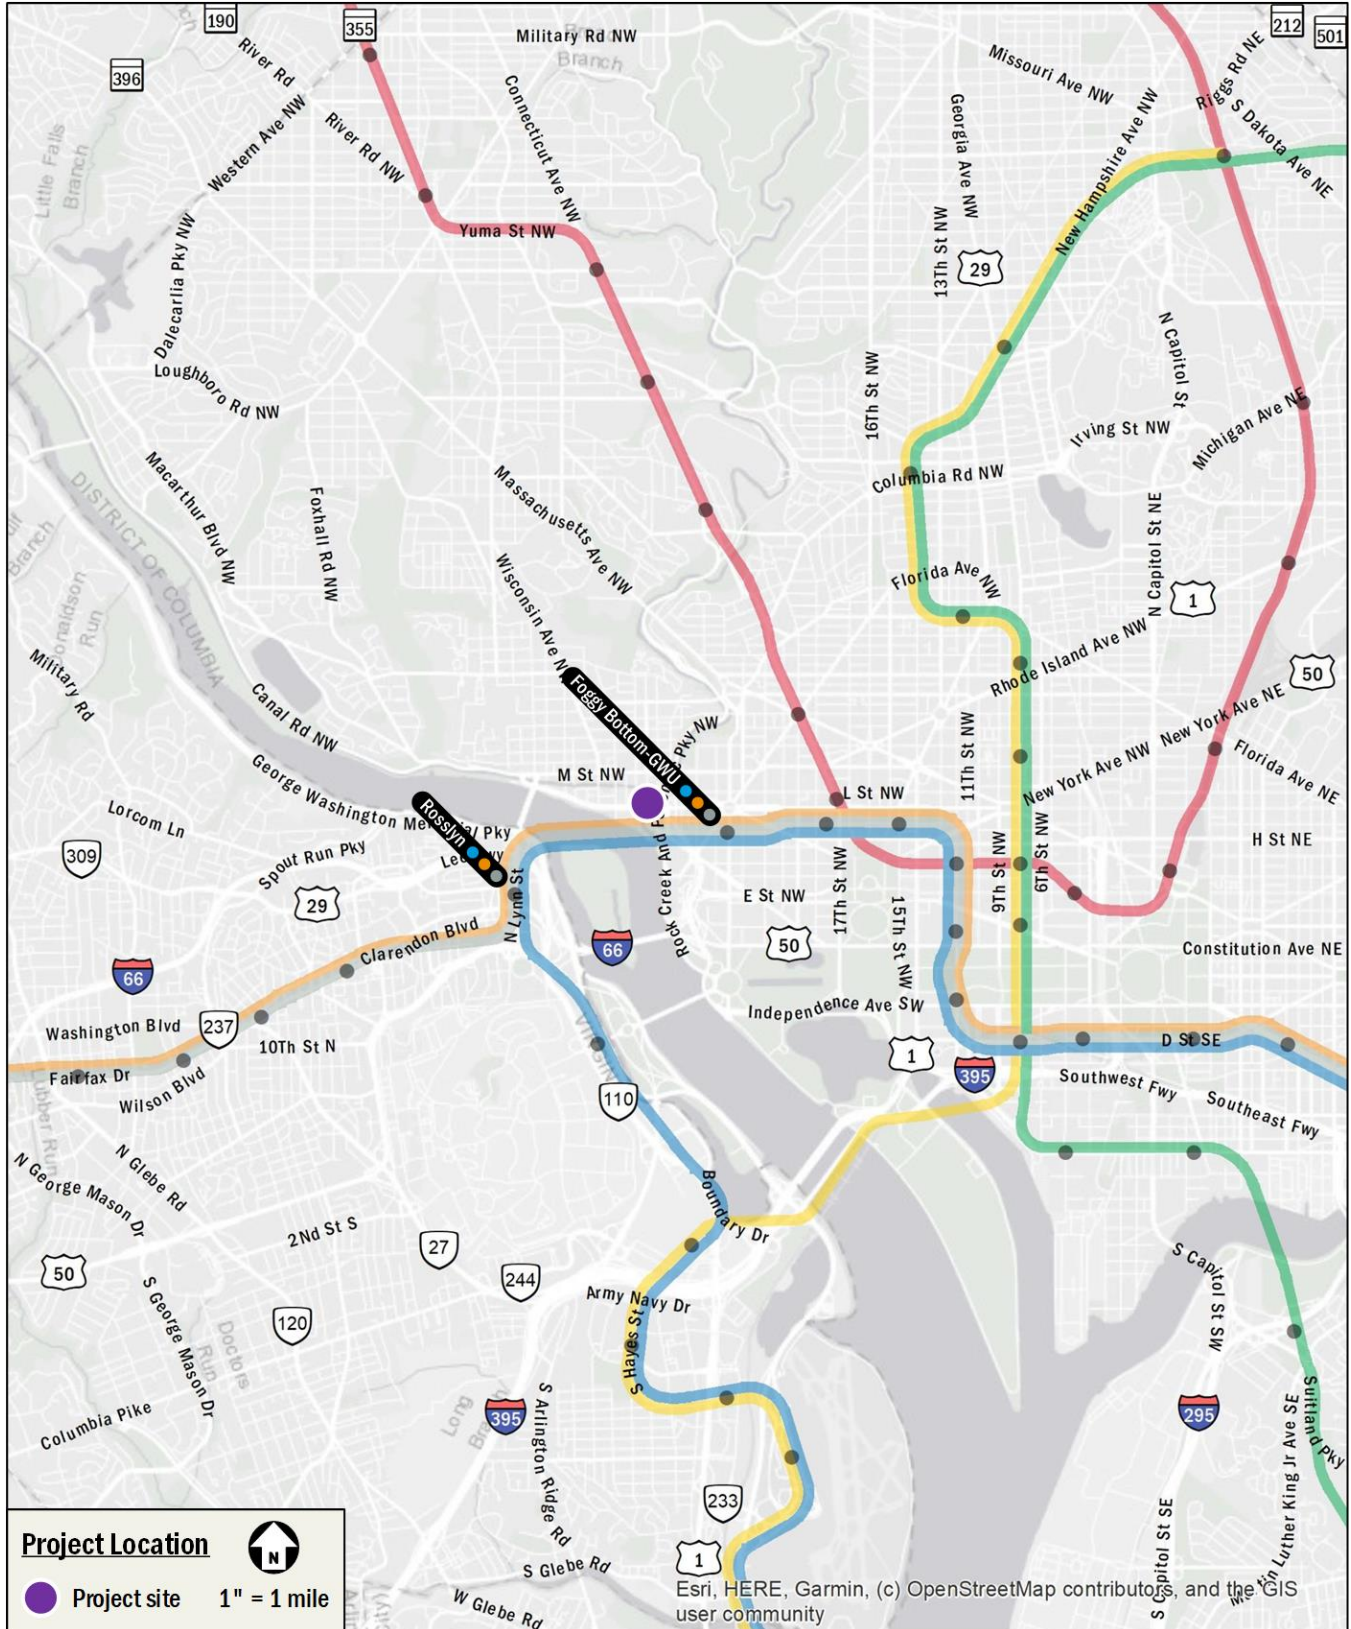 190
355
Military Rd NW
212
501
396
River Rd
Branch
Missouri Ave NW
Riggs Rd NE
S Dakota Ave NE
Connecticut Ave NW
Georgia Ave NW
New Hampshire Ave NW
Western Ave NW
River Rd NW
Little Falls
Branch
Yuma St NW
Dalecarlia Pky NW
13Th St NW
29
Loughboro Rd NW
16Th St NW
N Capitol St
Irving St NW
Michigan Ave NE
Columbia Rd NW
Macarthur Blvd NW
Foxhall Rd NW
Massachusetts Ave NW
DISTRICT OF COLUMBIA
Branch
Donaldson
Run
Wisconsin Ave
Florida Ave NW
N Capitol St NE
1
Rhode Island Ave NW
50
Military Rd
Canal Rd NW
Foggy Bottom-GWU
Pky NW
11Th St NW
New York Ave NW
New York Ave NE
Florida Ave NE
M St NW
L St NW
George Washington Memorial Pky
Rosslyn
Lorcom Ln
309
Spout Run Pky
Lee Hwy
29
N Lynn St
Rock Creek And
E St NW
17Th St NW
15Th St NW
9Th St NW
6Th St NW
H St NE
Clarendon Blvd
66
50
Constitution Ave NE
66
Independence Ave SW
Washington Blvd
237
10Th St N
1
395
D St SE
Fairfax Dr
Wilson Blvd
110
Southwest Fwy
Southeast Fwy
Lubber Run
N George Mason Dr
N Glebe Rd
Boundary Dr
2Nd St S
27
50
244
Army Navy Dr
S Capitol St SW
S George Mason Dr
120
Doctors
Run
S Hayes St
Columbia Pike
Long
Branch
395
S Arlington Ridge Rd
295
Suitland Pky
Martin Luther King Jr Ave SE
S Capitol St SE
233
1
S Glebe Rd
W Glebe Rd
Project Location
N
Project site
1" = 1 mile
Esri, HERE, Garmin, (c) OpenStreetMap contributors, and the GIS
user community